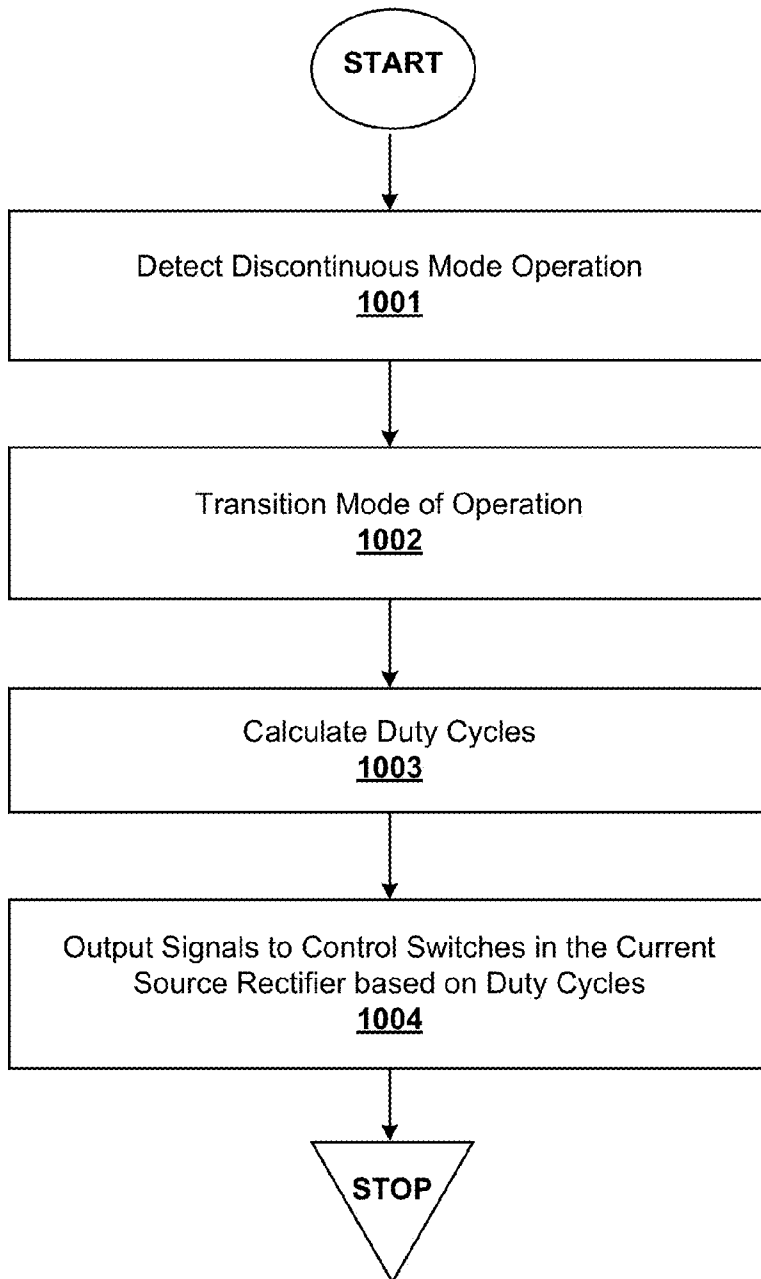 START
Detect Discontinuous Mode Operation
1001
Transition Mode of Operation
1002
Calculate Duty Cycles
1003
Output Signals to Control Switches in the Current
Source Rectifier based on Duty Cycles
1004
STOP